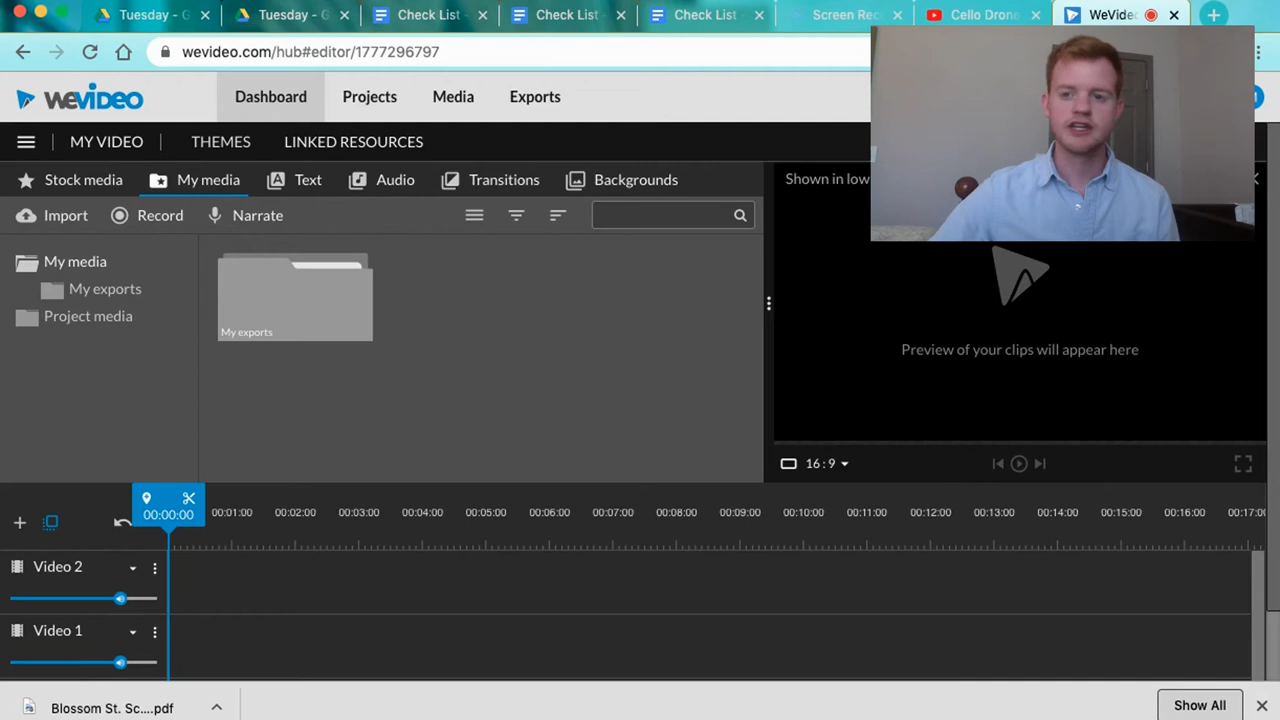 Tuesday - G
Tuesday - G
Check List -
Check List -
Check List -
Screen Rec
Cello Drone
WeVideo
wevideo.com/hub#editor/1777296797
wevideo
Dashboard
Projects
Media
Exports
MY VIDEO
THEMES
LINKED RESOURCES
Stock media
My media
Text
Audio
Transitions
Backgrounds
Shown in low
Import
Record
Narrate
My media
My exports
Project media
My exports
Preview of your clips will appear here
16:9
00:00:00
00:01:00
00:02:00
00:03:00
00:04:00
00:05:00
00:06:00
00:07:00
00:08:00
00:09:00
00:10:00
00:11:00
00:12:00
00:13:00
00:14:00
00:15:00
00:16:00
00:17:00
Video 2
Video 1
Blossom St. Sc....pdf
Show All